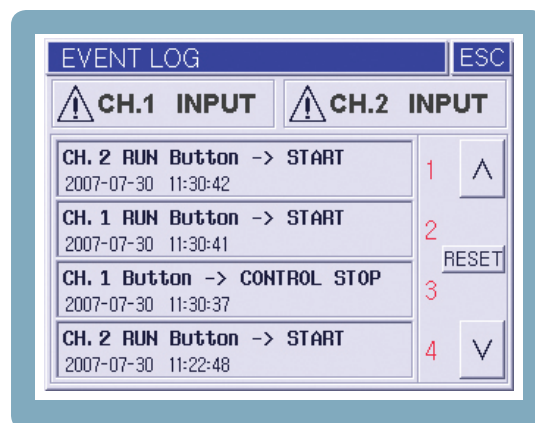 EVENT LOG ESC
CH.1 INPUT CH.2 INPUT
CH. 2 RUN Button -> START
2007-07-30 11:30:42
1
CH. 1 RUN Button -> START
2007-07-30 11:30:41
2
RESET
CH. 1 Button -> CONTROL STOP
2007-07-30 11:30:37
3
CH. 2 RUN Button -> START
2007-07-30 11:22:48
4